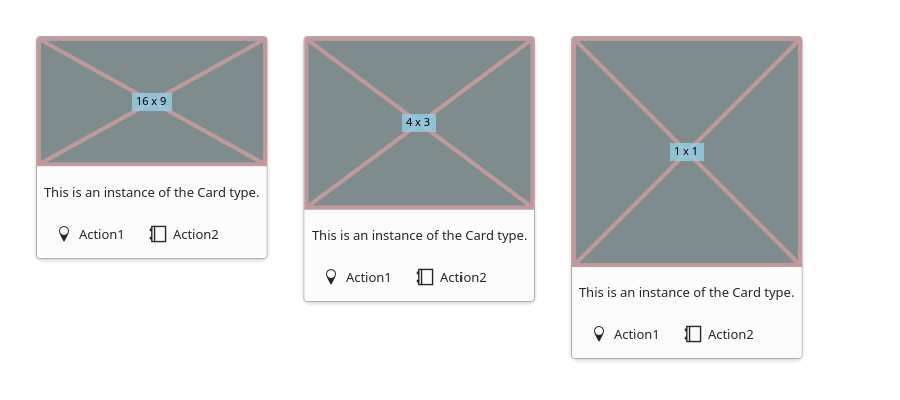 16 x 9
This is an instance of the Card type.
Action1 Action2
4 x 3
This is an instance of the Card type.
Action1 Action2
1 x 1
This is an instance of the Card type.
Action1 Action2